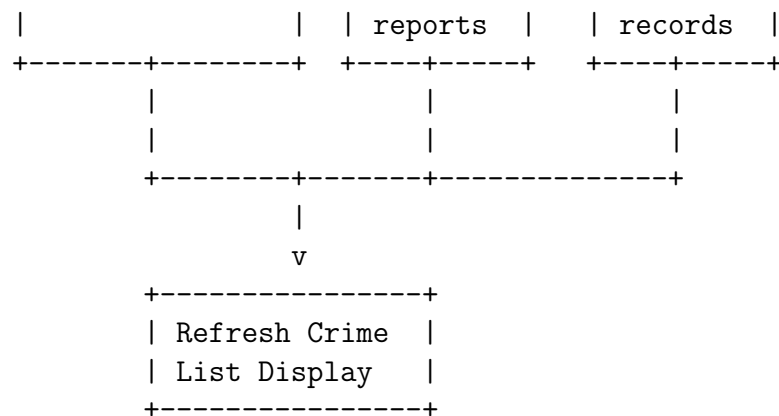 |                 |  | reports  |   | records  |
+-------+---------+  +----+-----+   +----+-----+
        |                 |              |
        |                 |              |
        +--------+-------+--------------+
                 |
                 v
        +----------------+
        | Refresh Crime  |
        | List Display   |
        +----------------+